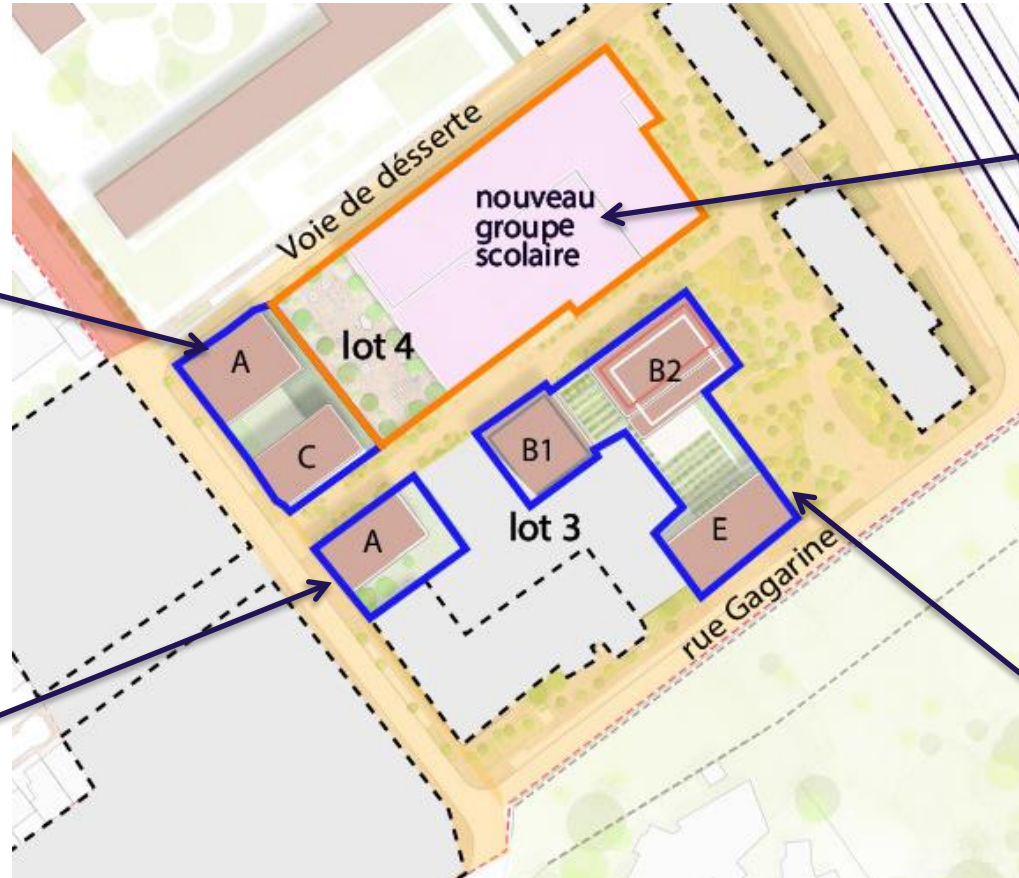 Voie de désserte
nouveau
groupe
scolaire
lot 4
A
B2
C
B1
A
lot 3
E
rue Gagarine